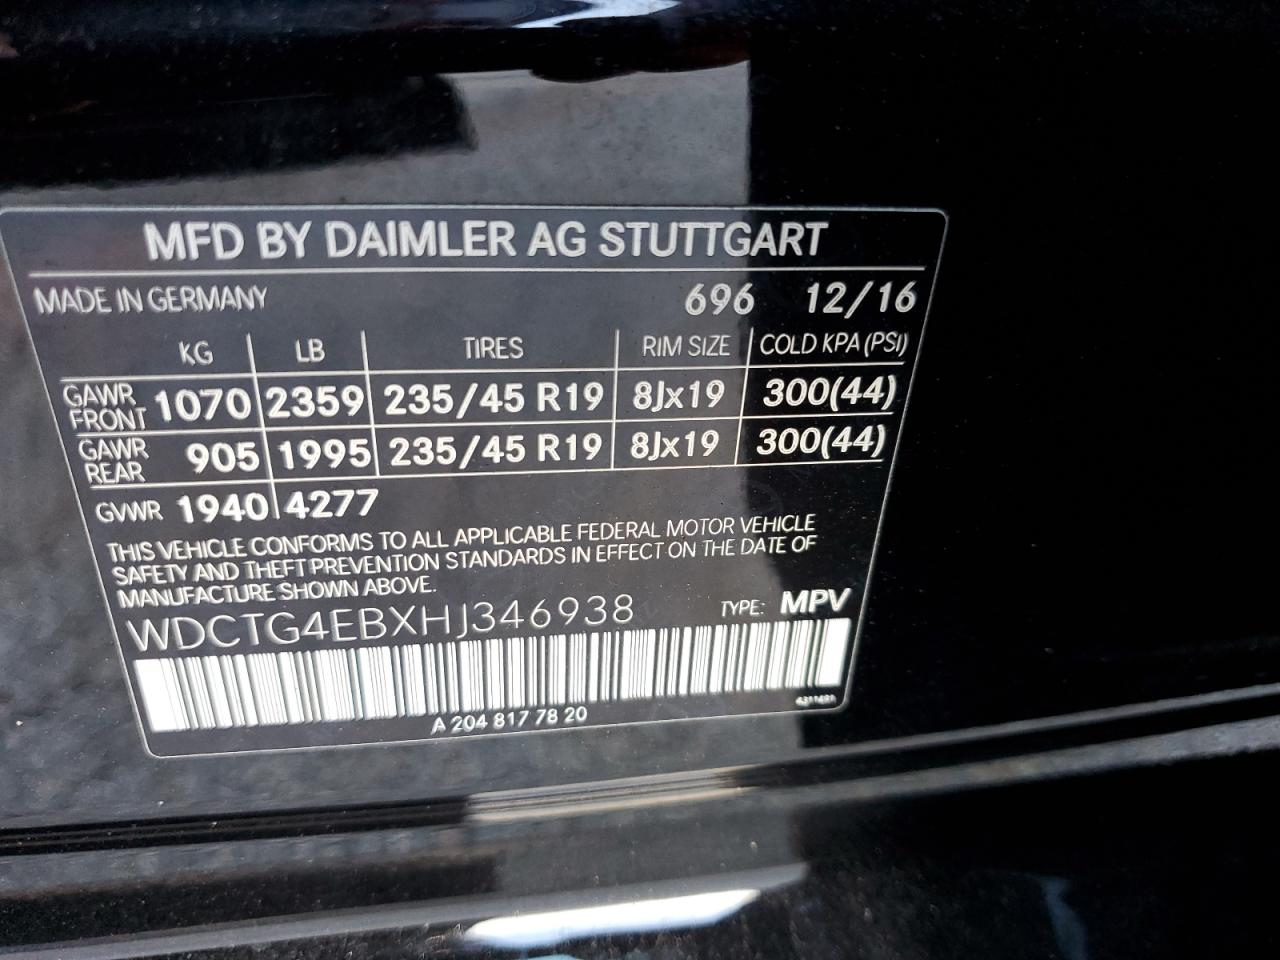 MFD BY DAIMLER AG STUTTGART
MADE IN GERMANY 696 12/16
KG LB TIRES RIM SIZE COLD KPA (PSI)
GAWR FRONT 1070 2359 235/45 R19 8Jx19 300(44)
GAWR REAR 905 1995 235/45 R19 8Jx19 300(44)
GVWR 1940 4277
THIS VEHICLE CONFORMS TO ALL APPLICABLE FEDERAL MOTOR VEHICLE
SAFETY AND THEFT PREVENTION STANDARDS IN EFFECT ON THE DATE OF
MANUFACTURE SHOWN ABOVE.
WDCTG4EBXHJ346938 TYPE: MPV
A 204 817 78 20